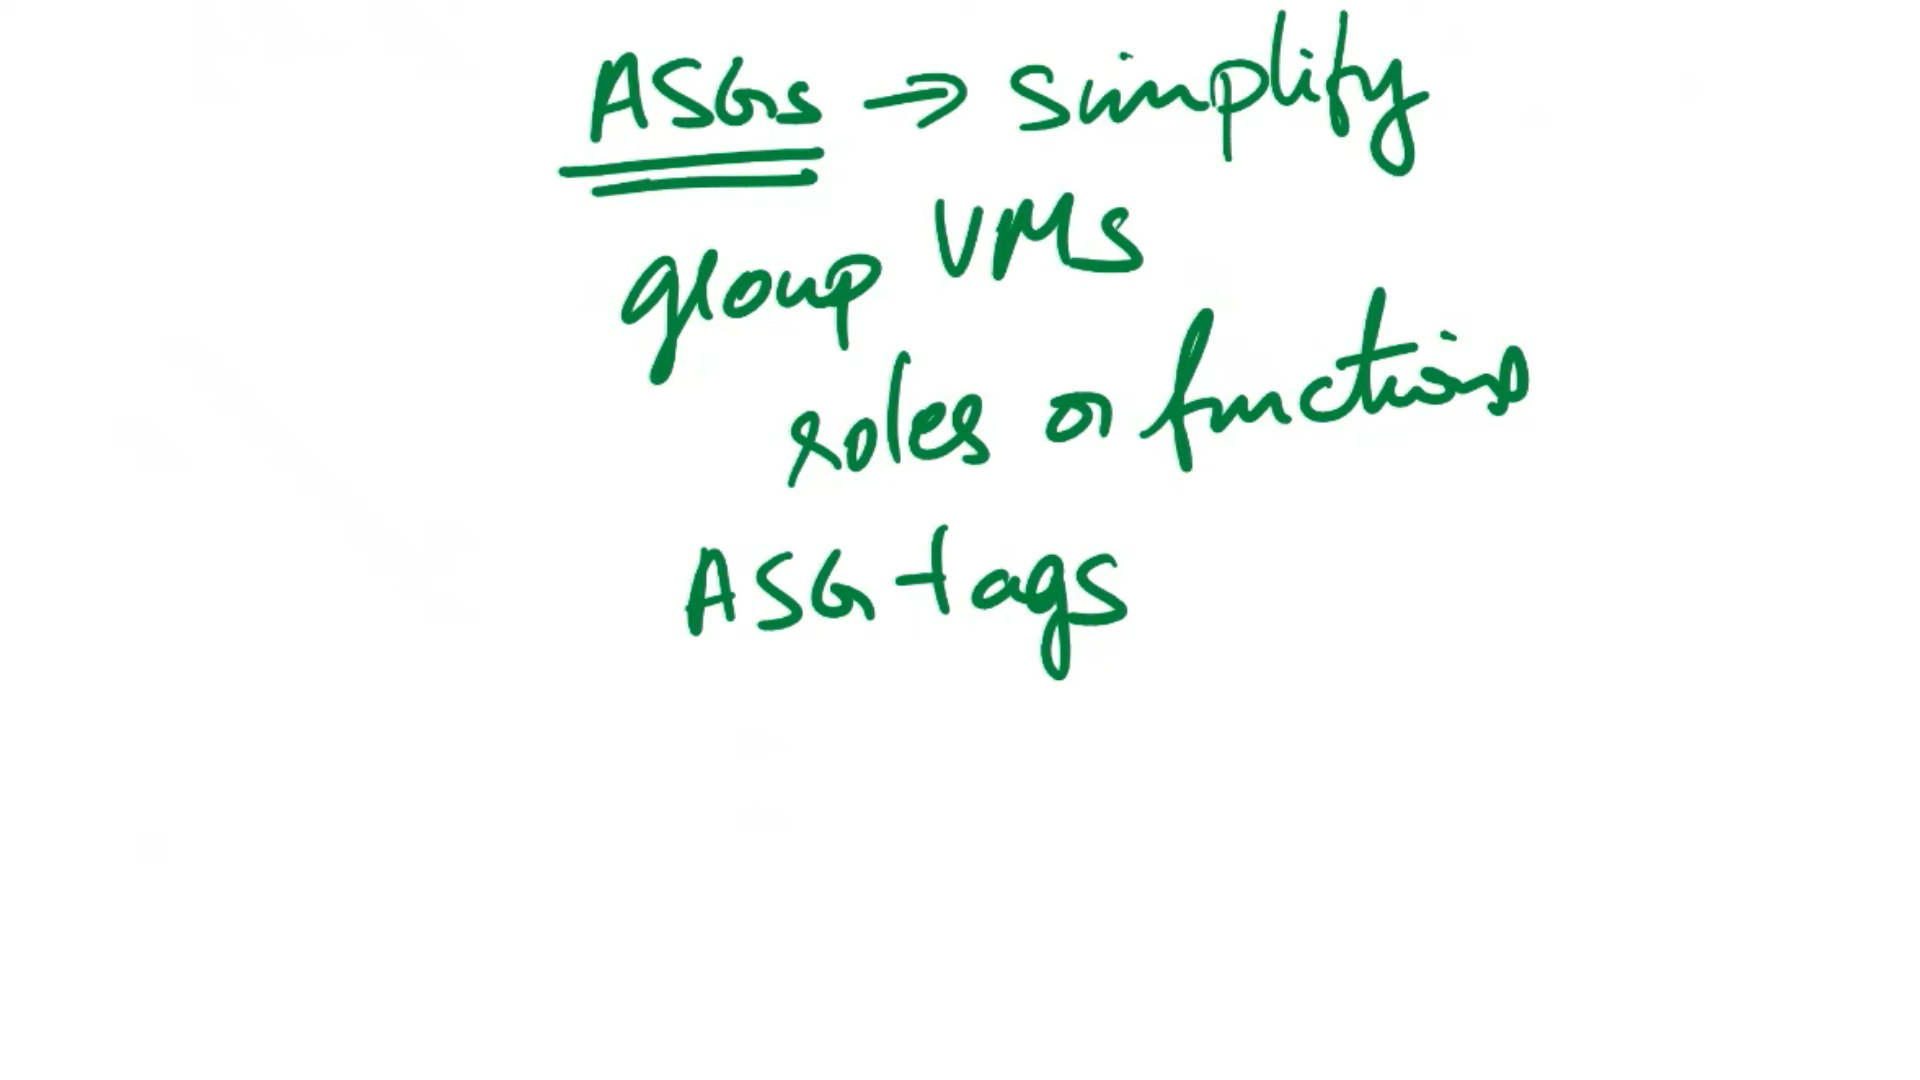 ASGs → simplify
group VMs
roles or functions
ASG tags